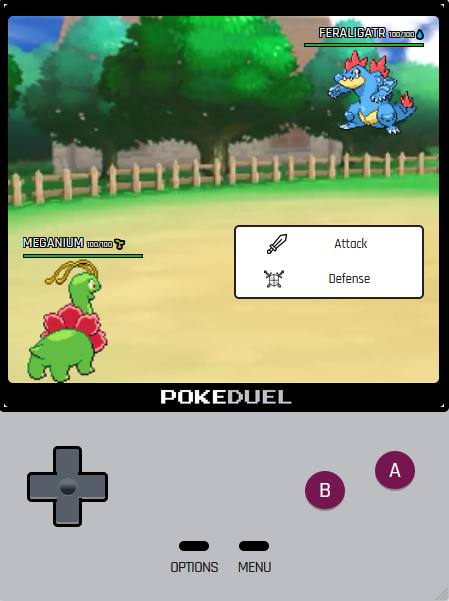 FERALIGATR 100/100
MEGANIUM 100/100
Attack
Defense
POKEDUEL
A
B
OPTIONS MENU